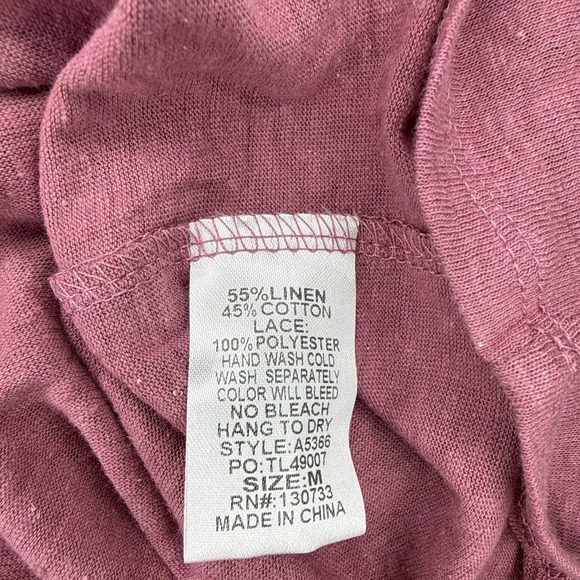 55%LINEN
45% COTTON
LACE:
100% POLYESTER
HAND WASH COLD
WASH SEPARATELY
COLOR WILL BLEED
NO BLEACH
HANG TO DRY
STYLE:A5366
PO:TL49007
SIZE:M
RN#:130733
MADE IN CHINA